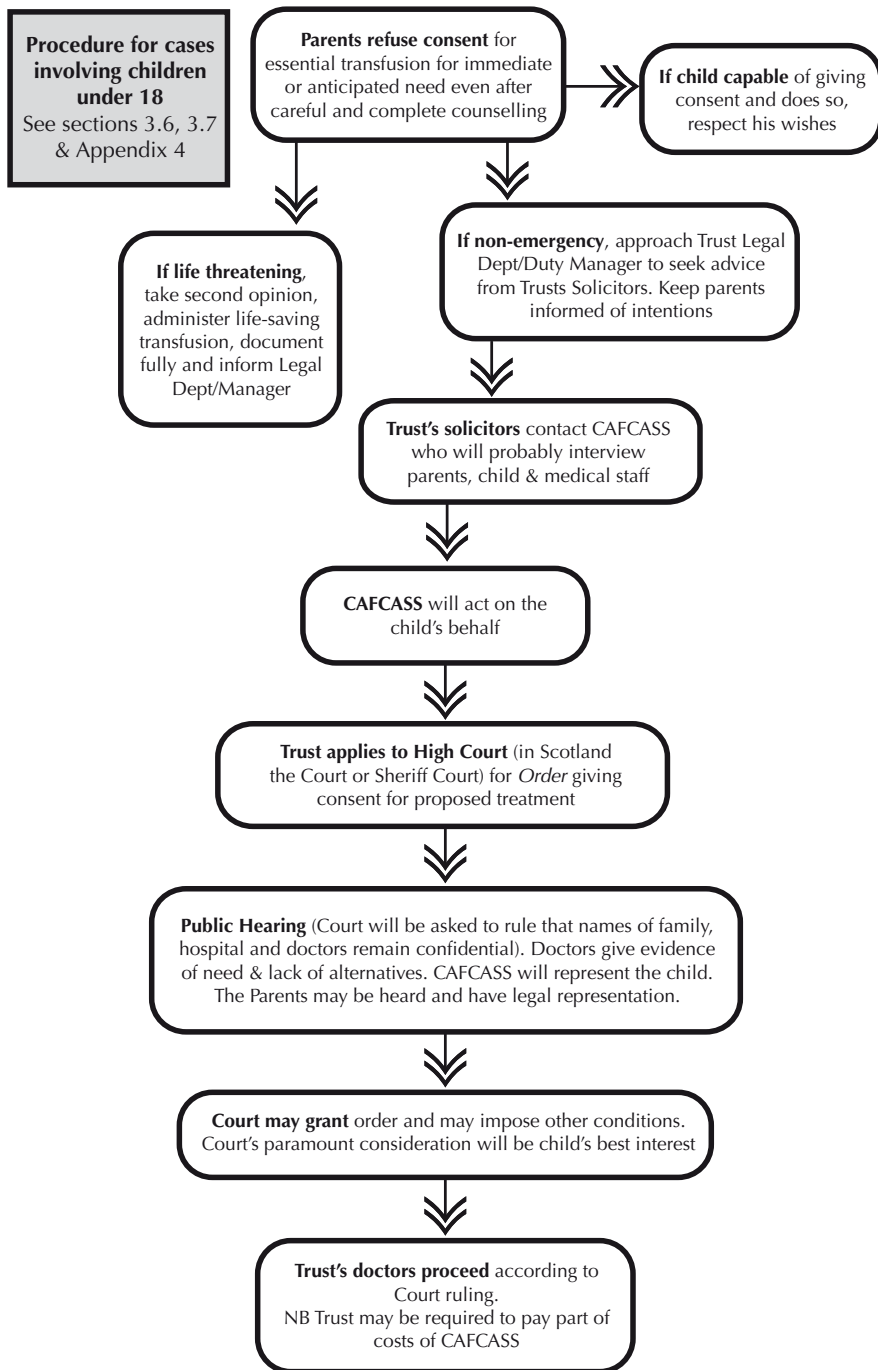 Procedure for cases
involving children
under 18
See sections 3.6, 3.7
& Appendix 4
Parents refuse consent for
essential transfusion for immediate
or anticipated need even after
careful and complete counselling
If child capable of giving
consent and does so,
respect his wishes
If life threatening,
take second opinion,
administer life-saving
transfusion, document
fully and inform Legal
Dept/Manager
If non-emergency, approach Trust Legal
Dept/Duty Manager to seek advice
from Trusts Solicitors. Keep parents
informed of intentions
Trust's solicitors contact CAFCASS
who will probably interview
parents, child & medical staff
CAFCASS will act on the
child's behalf
Trust applies to High Court (in Scotland
the Court or Sheriff Court) for Order giving
consent for proposed treatment
Public Hearing (Court will be asked to rule that names of family,
hospital and doctors remain confidential). Doctors give evidence
of need & lack of alternatives. CAFCASS will represent the child.
The Parents may be heard and have legal representation.
Court may grant order and may impose other conditions.
Court's paramount consideration will be child's best interest
Trust's doctors proceed according to
Court ruling.
NB Trust may be required to pay part of
costs of CAFCASS